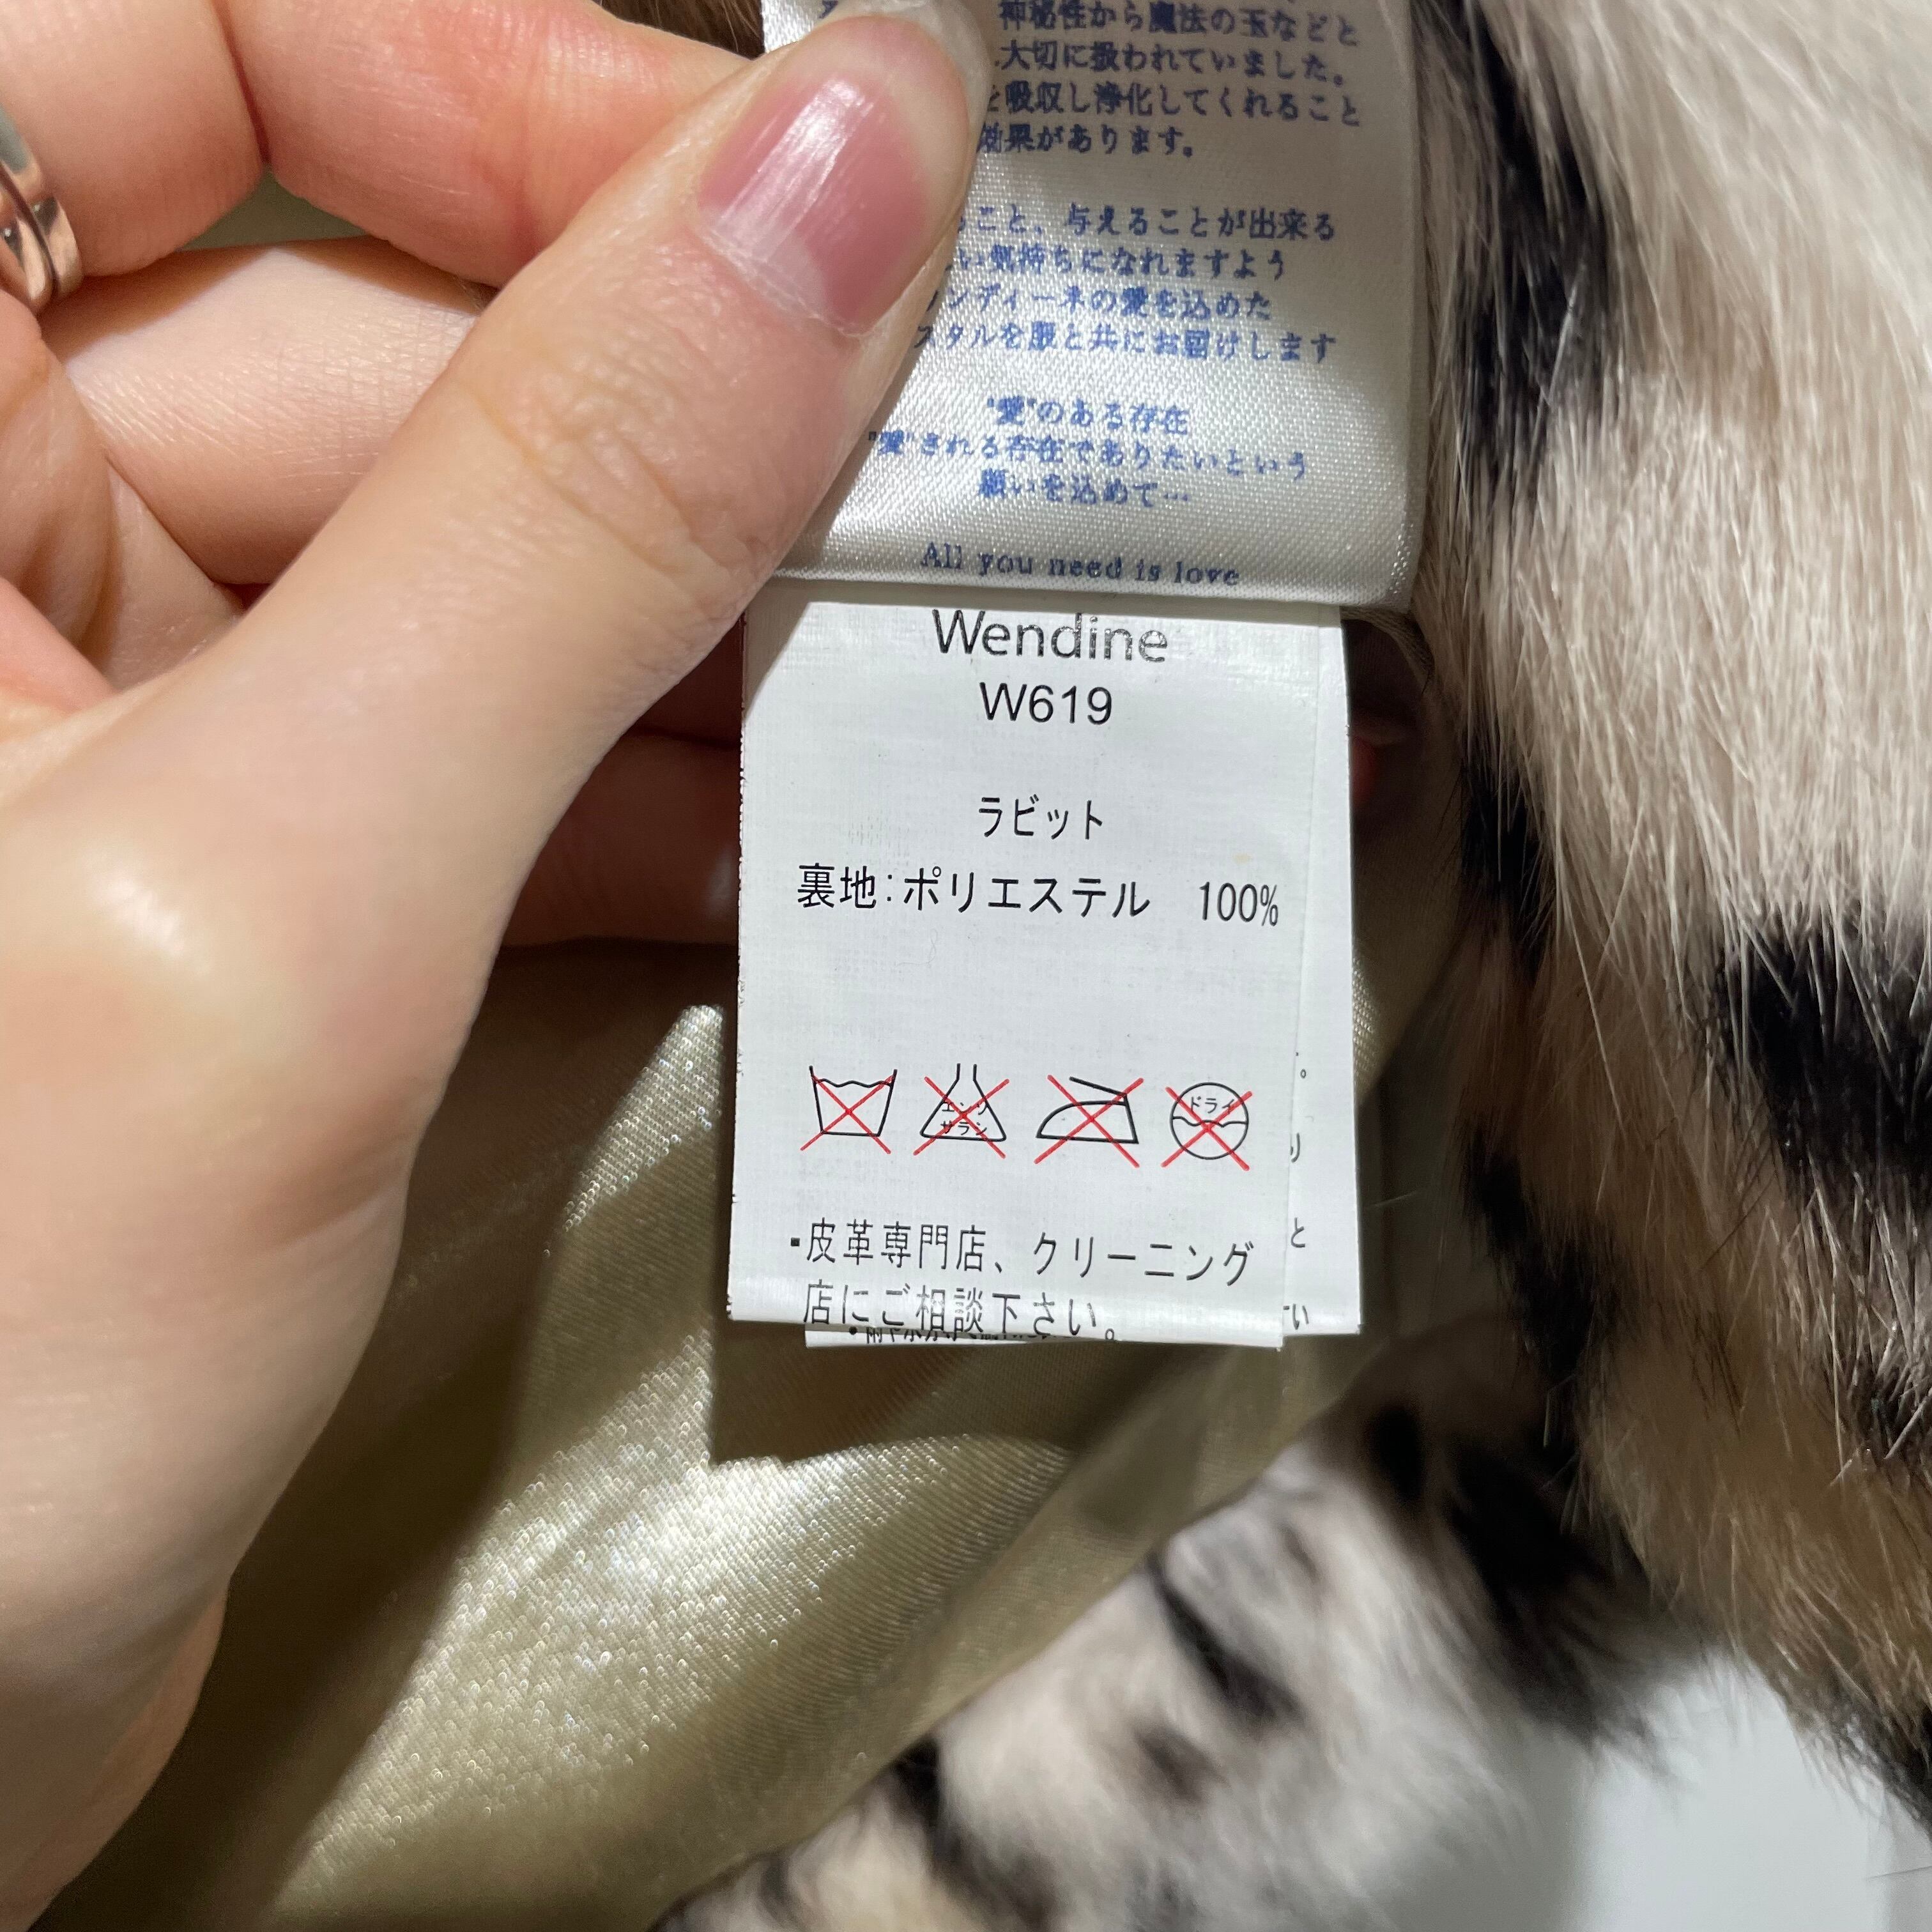 神秘性から魔法の玉などと
大切に扱われていました。
吸収し浄化してくれること
効果があります。
こと、与えることが出来る
い気持ちになれますよう
ンディーネの愛を込めた
スタルを服と共にお届けします
"愛"のある存在
"愛"される存在でありたいという
願いを込めて…
All you need is love
Wendine
W619
ラビット
裏地:ポリエステル 100%
エンソ
サラシ
ドライ
・皮革専門店、クリーニング
店にご相談下さい。